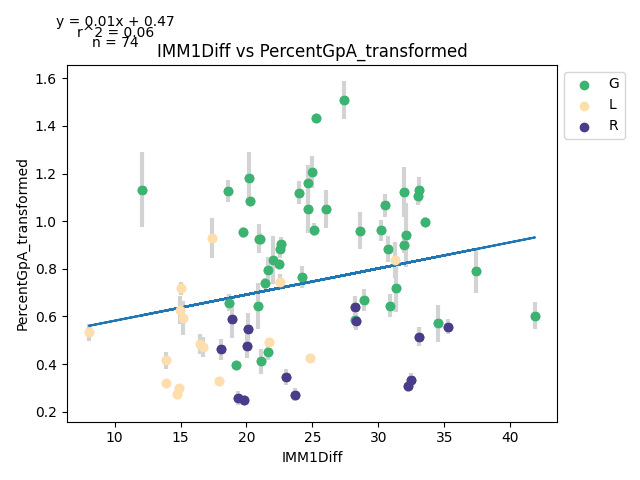 y = 0.01x + 0.47
r^2 = 0.06
n = 74
IMM1Diff vs PercentGpA_transformed
1.6
1.4
1.2
1.0
0.8
0.6
0.4
0.2
PercentGpA_transformed
10 15 20 25 30 35 40
IMM1Diff
G
L
R